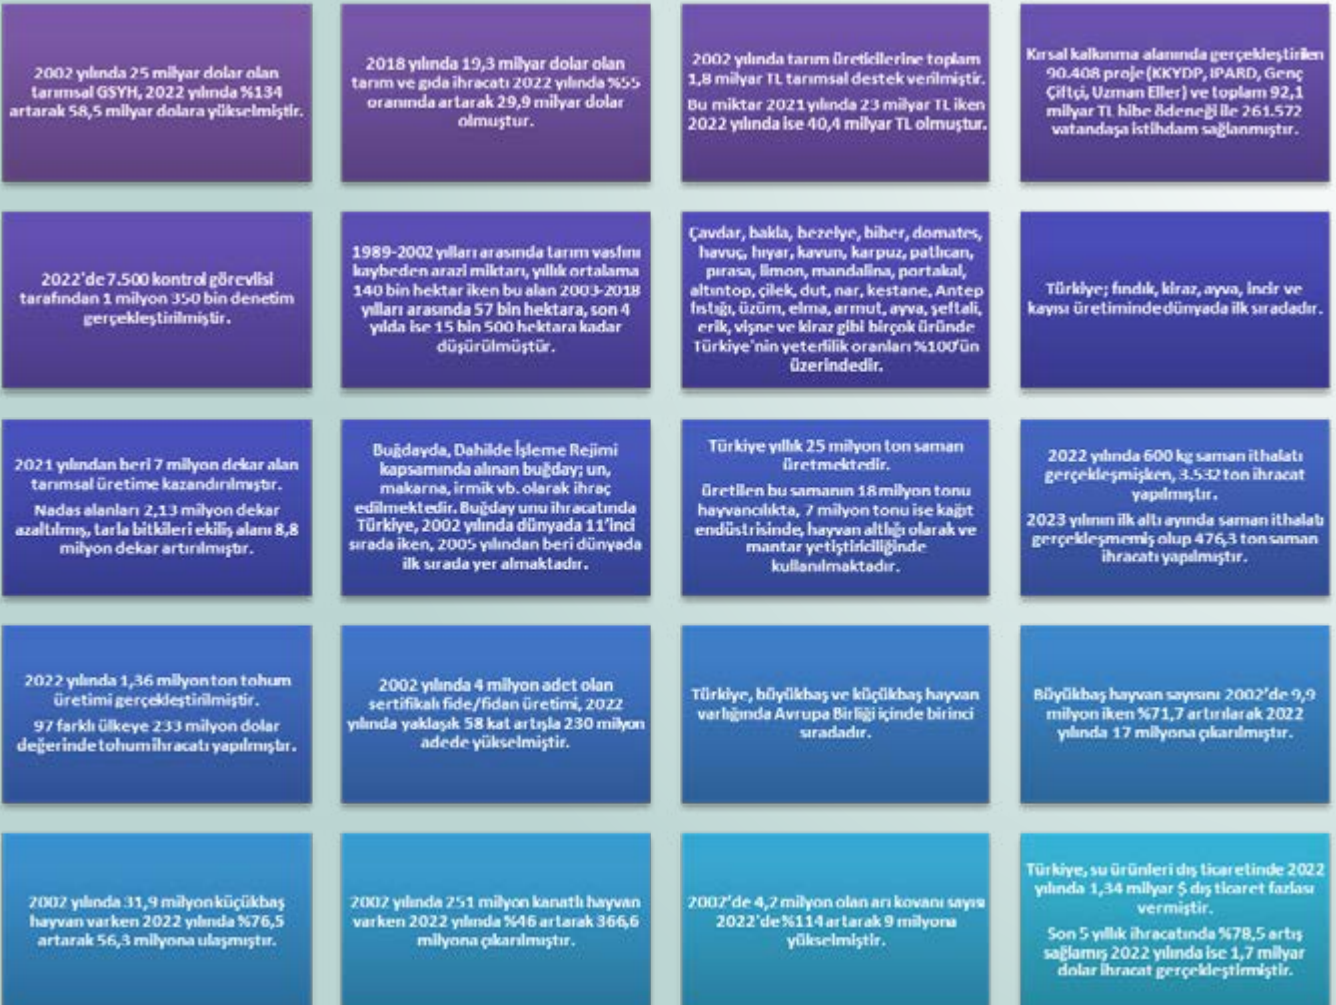 2002 yılında 25 milyar dolar olan
tarımsal GSYH, 2022 yılında %134
artarak 58,5 milyar dolara yükselmiştir.
2018 yılında 19,3 milyar dolar olan
tarım ve gıda ihracatı 2022 yılında %55
oranında artarak 29,9 milyar dolar
olmuştur.
2002 yılında tarım üreticilerine toplam
1,8 milyar TL tarımsal destek verilmiştir.
Bu miktar 2021 yılında 23 milyar TL iken
2022 yılında ise 40,4 milyar TL olmuştur.
Kırsal kalkınma alanında gerçekleştirilen
90.408 proje (KKYDP, IPARD, Genç
Çiftçi, Uzman Eller) ve toplam 92,1
milyar TL hibe ödeneği ile 261.572
vatandaşa istihdam sağlanmıştır.
2022'de 7.500 kontrol görevlisi
tarafından 1 milyon 350 bin denetim
gerçekleştirilmiştir.
1989-2002 yılları arasında tarım vasfını
kaybeden arazi miktarı, yıllık ortalama
140 bin hektar iken bu alan 2003-2018
yılları arasında 57 bin hektara, son 4
yılda ise 15 bin 500 hektara kadar
düşürülmüştür.
Çavdar, bakla, bezelye, biber, domates,
havuç, hıyar, kavun, karpuz, patlıcan,
pırasa, limon, mandalina, portakal,
altıntop, çilek, dut, nar, kestane, Antep
fıstığı, üzüm, elma, armut, ayva, şeftali,
erik, vişne ve kiraz gibi birçok üründe
Türkiye'nin yeterlilik oranları %100'ün
üzerindedir.
Türkiye; fındık, kiraz, ayva, incir ve
kayısı üretiminde dünyada ilk sıradadır.
2021 yılından beri 7 milyon dekar alan
tarımsal üretime kazandırılmıştır.
Nadas alanları 2,13 milyon dekar
azaltılmış, tarla bitkileri ekiliş alanı 8,8
milyon dekar artırılmıştır.
Buğdayda, Dahilde İşleme Rejimi
kapsamında alınan buğday; un,
makarna, irmik vb. olarak ihraç
edilmektedir. Buğday unu ihracatında
Türkiye, 2002 yılında dünyada 11'inci
sırada iken, 2005 yılından beri dünyada
ilk sırada yer almaktadır.
Türkiye yıllık 25 milyon ton saman
üretmektedir.
üretilen bu samanın 18 milyon tonu
hayvancılıkta, 7 milyon tonu ise kağıt
endüstrisinde, hayvan altlığı olarak ve
mantar yetiştiriciliğinde
kullanılmaktadır.
2022 yılında 600 kg saman ithalatı
gerçekleşmişken, 3.532 ton ihracat
yapılmıştır.
2023 yılının ilk altı ayında saman ithalatı
gerçekleşmemiş olup 476,3 ton saman
ihracatı yapılmıştır.
2022 yılında 1,36 milyon ton tohum
üretimi gerçekleştirilmiştir.
97 farklı ülkeye 233 milyon dolar
değerinde tohum ihracatı yapılmıştır.
2002 yılında 4 milyon adet olan
sertifikalı fide/fidan üretimi, 2022
yılında yaklaşık 58 kat artışla 230 milyon
adede yükselmiştir.
Türkiye, büyükbaş ve küçükbaş hayvan
varlığında Avrupa Birliği içinde birinci
sıradadır.
Büyükbaş hayvan sayısını 2002'de 9,9
milyon iken %71,7 artırılarak 2022
yılında 17 milyona çıkarılmıştır.
2002 yılında 31,9 milyon küçükbaş
hayvan varken 2022 yılında %76,5
artarak 56,3 milyona ulaşmıştır.
2002 yılında 251 milyon kanatlı hayvan
varken 2022 yılında %46 artarak 366,6
milyona çıkarılmıştır.
2002'de 4,2 milyon olan arı kovanı sayısı
2022'de %114 artarak 9 milyona
yükselmiştir.
Türkiye, su ürünleri dış ticaretinde 2022
yılında 1,34 milyar $ dış ticaret fazlası
vermiştir.
Son 5 yıllık ihracatında %78,5 artış
sağlamış 2022 yılında ise 1,7 milyar
dolar ihracat gerçekleştirmiştir.